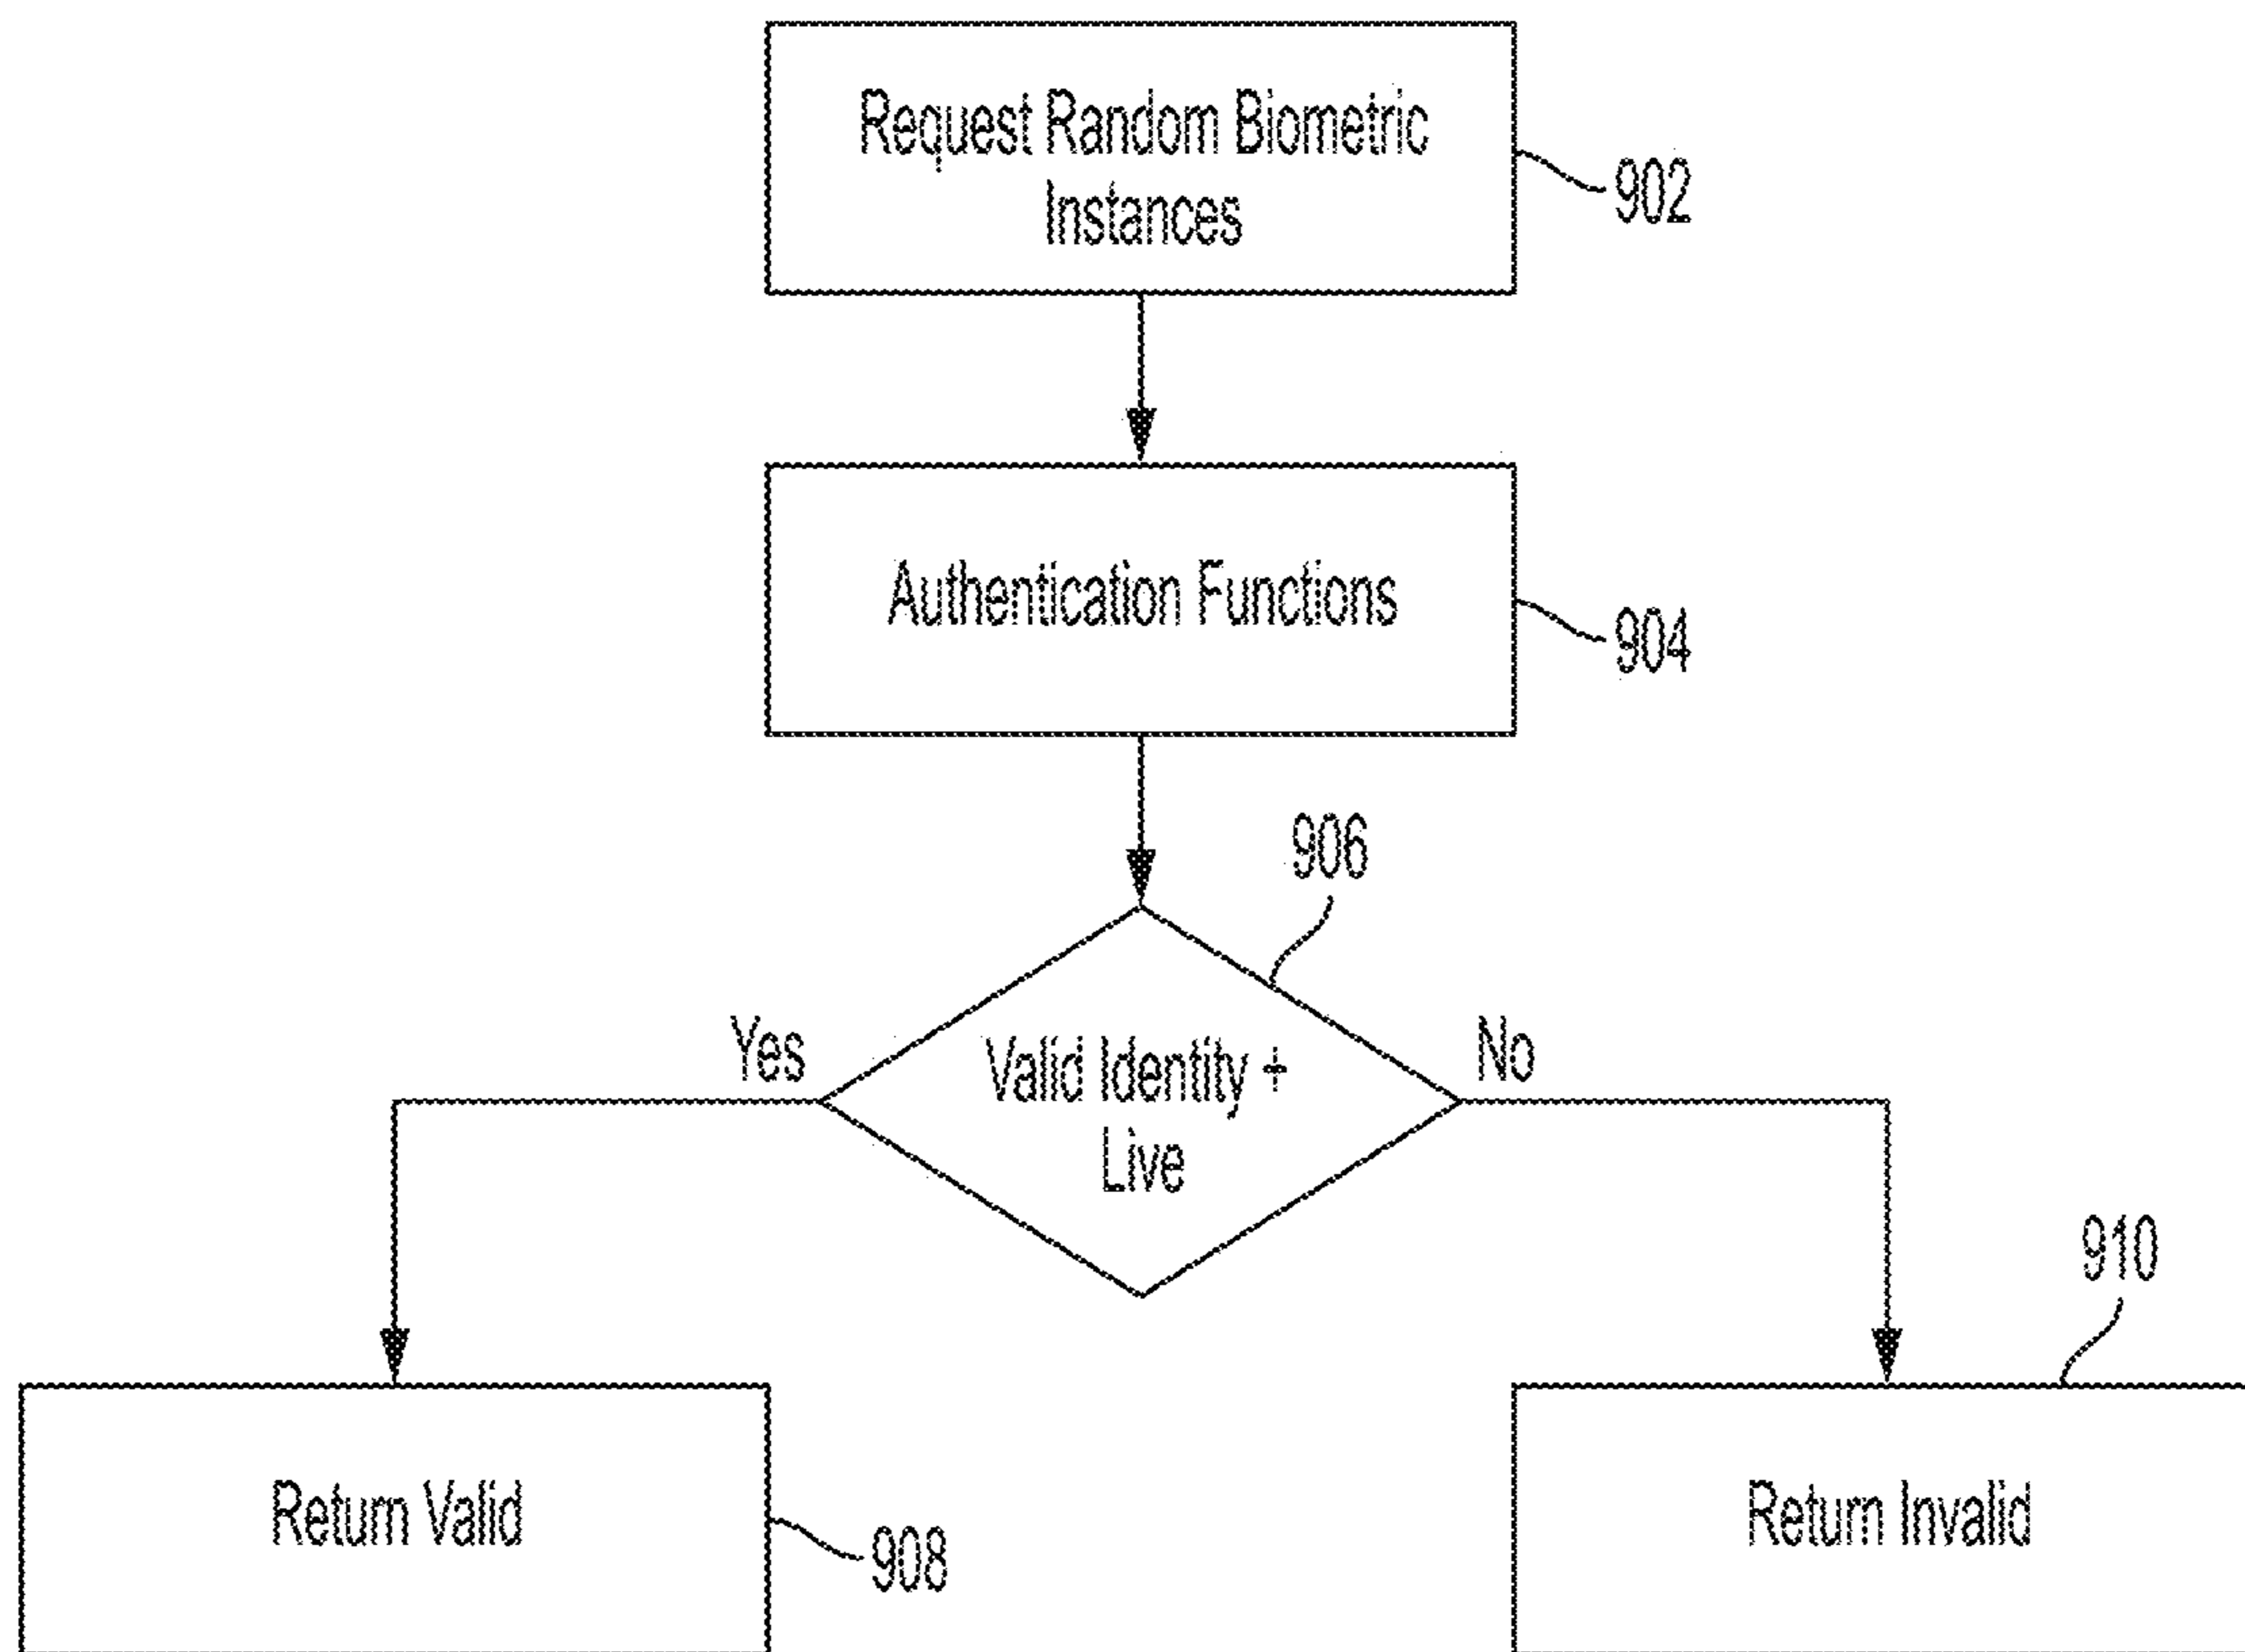 Request Random Biometric
Instances
902
Authentication Functions
904
906
Yes
No
Valid Identity +
Live
910
Return Valid
Return Invalid
908